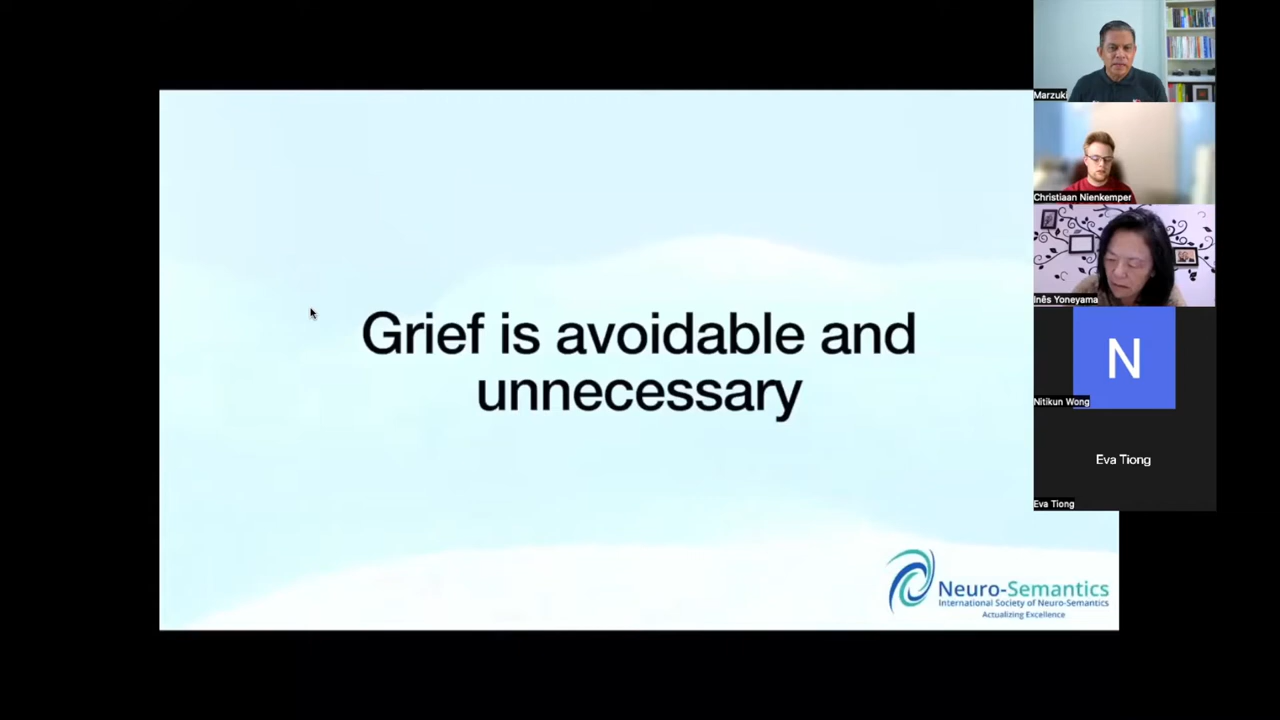 Grief is avoidable and
unnecessary
Neuro-Semantics
International Society of Neuro-Semantics
Actualizing Excellence
Marzuki
Christiaan Nienkemper
Inês Yoneyama
N
Nitikun Wong
Eva Tiong
Eva Tiong